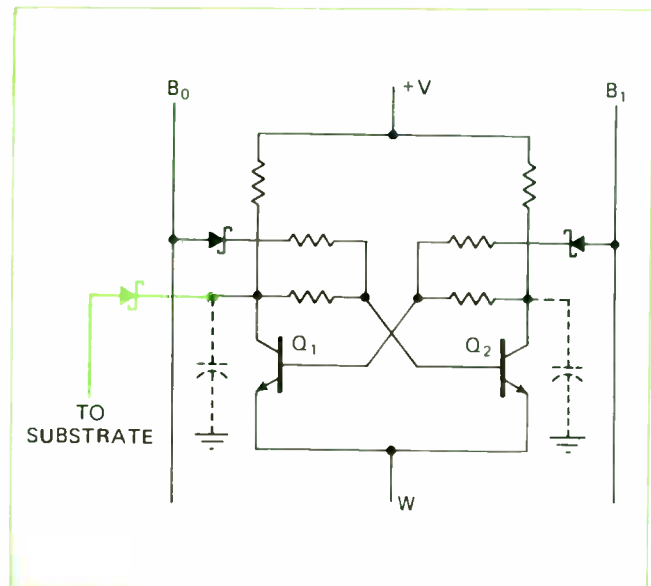 B₀
+V
B₁
Q₁
Q₂
TO
SUBSTRATE
W